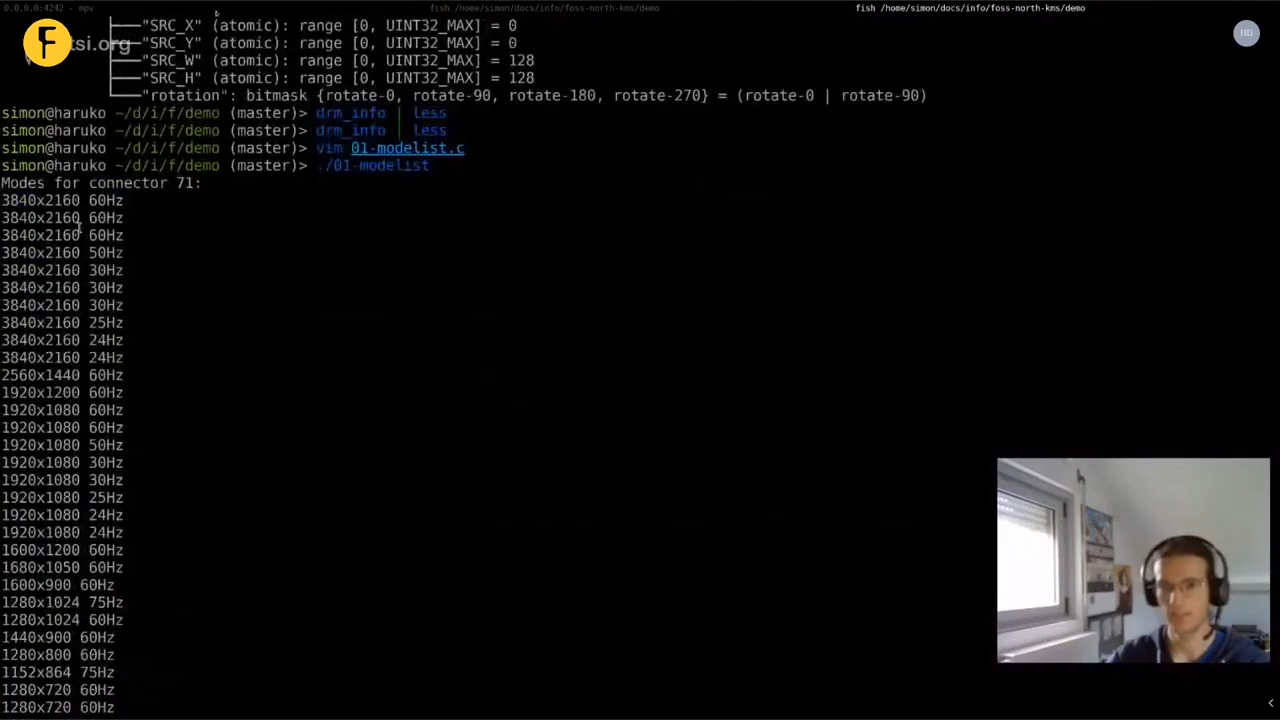 0.0.0.0:4242 - mpv
fish /home/simon/docs/info/foss-north-kms/demo
fish /home/simon/docs/info/foss-north-kms/demo
HD
├──"SRC_X" (atomic): range [0, UINT32_MAX] = 0
tsi.org
├──"SRC_Y" (atomic): range [0, UINT32_MAX] = 0
├──"SRC_W" (atomic): range [0, UINT32_MAX] = 128
├──"SRC_H" (atomic): range [0, UINT32_MAX] = 128
└──"rotation": bitmask {rotate-0, rotate-90, rotate-180, rotate-270} = (rotate-0 | rotate-90)
simon@haruko ~/d/i/f/demo (master)> drm_info | less
simon@haruko ~/d/i/f/demo (master)> drm_info | less
simon@haruko ~/d/i/f/demo (master)> vim 01-modelist.c
simon@haruko ~/d/i/f/demo (master)> ./01-modelist
Modes for connector 71:
3840x2160 60Hz
3840x2160 60Hz
3840x2160 60Hz
3840x2160 50Hz
3840x2160 30Hz
3840x2160 30Hz
3840x2160 30Hz
3840x2160 25Hz
3840x2160 24Hz
3840x2160 24Hz
2560x1440 60Hz
1920x1200 60Hz
1920x1080 60Hz
1920x1080 60Hz
1920x1080 50Hz
1920x1080 30Hz
1920x1080 30Hz
1920x1080 25Hz
1920x1080 24Hz
1920x1080 24Hz
1600x1200 60Hz
1680x1050 60Hz
1600x900 60Hz
1280x1024 75Hz
1280x1024 60Hz
1440x900 60Hz
1280x800 60Hz
1152x864 75Hz
1280x720 60Hz
1280x720 60Hz